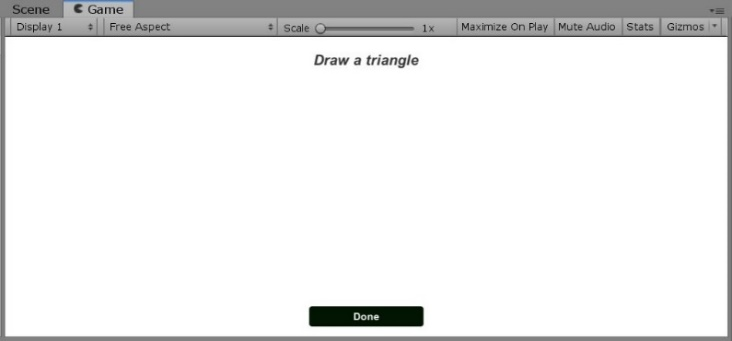 Scene Game
Display 1 Free Aspect Scale 1x Maximize On Play Mute Audio Stats Gizmos
Draw a triangle
Done